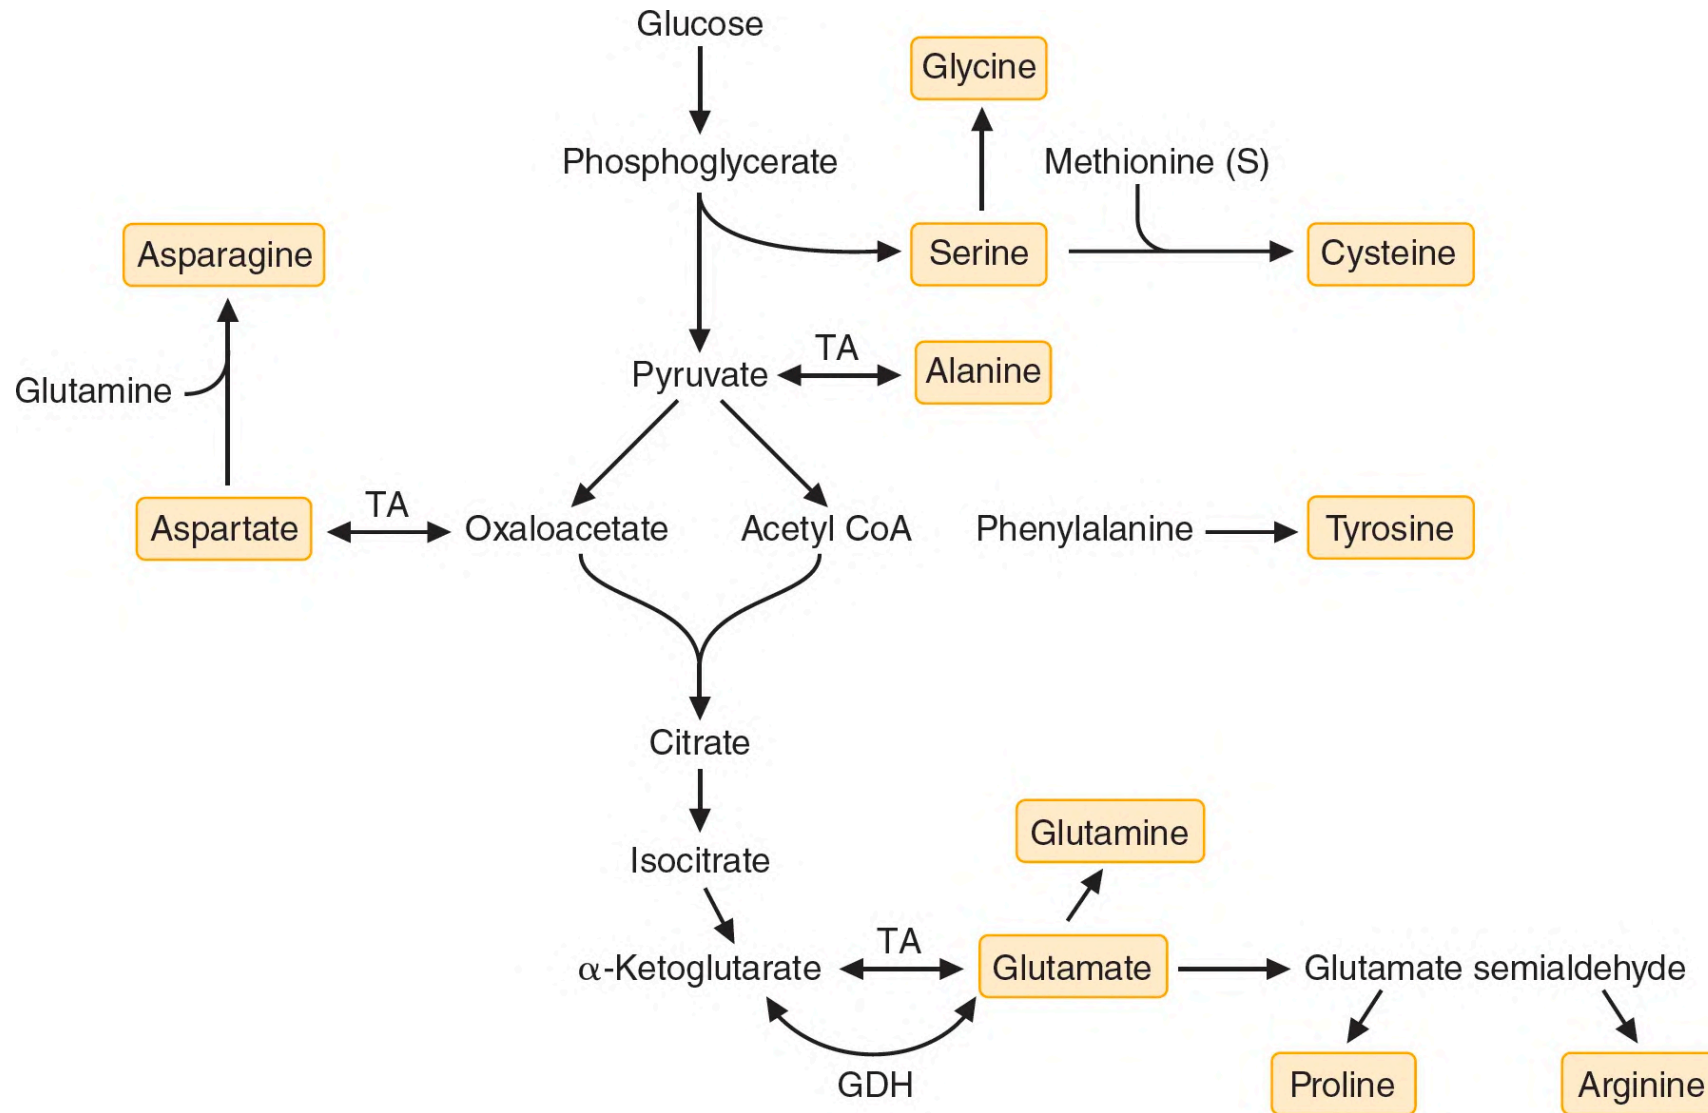 Glucose
Glycine
Phosphoglycerate
Methionine (S)
Asparagine
Serine
Cysteine
TA
Pyruvate
Alanine
Glutamine
TA
Aspartate
Oxaloacetate
Acetyl CoA
Phenylalanine
Tyrosine
Citrate
Glutamine
Isocitrate
TA
α-Ketoglutarate
Glutamate
Glutamate semialdehyde
GDH
Proline
Arginine